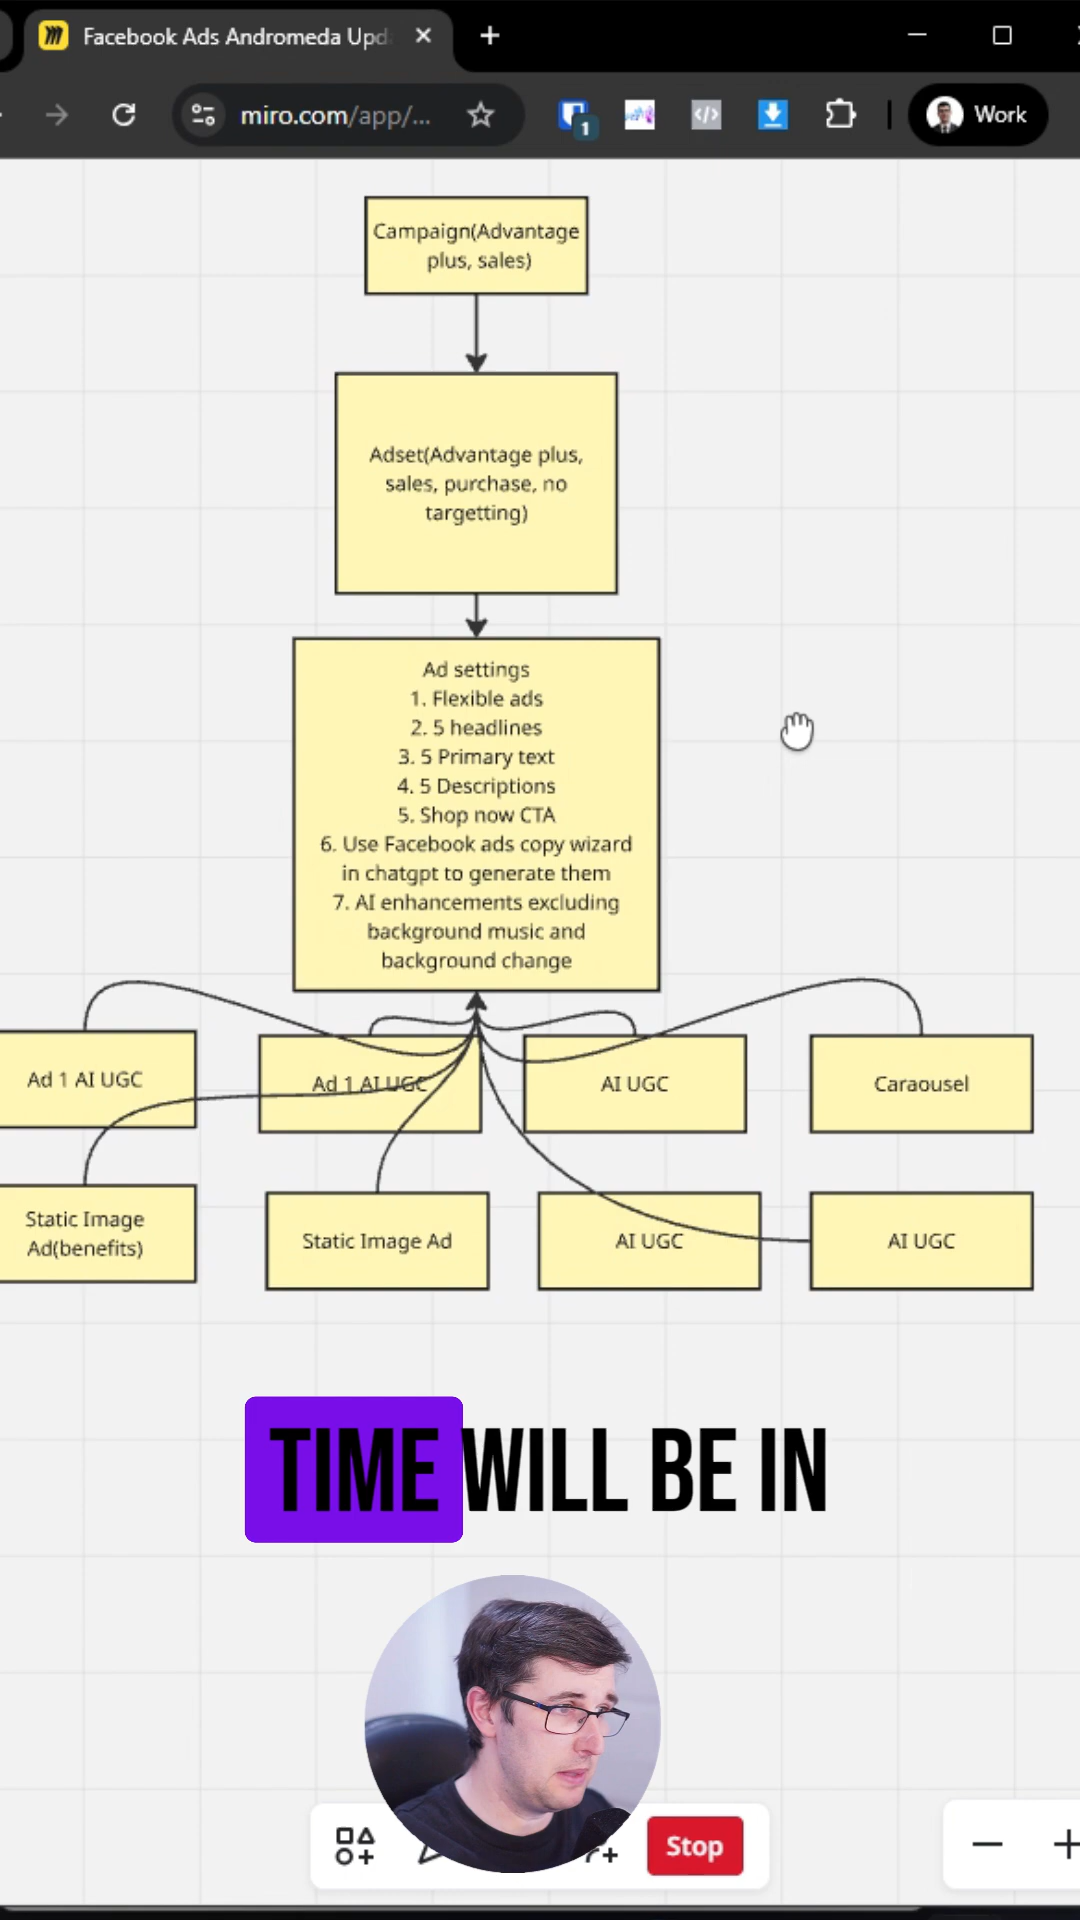 Facebook Ads Andromeda Upd
miro.com/app/...
1
Work
Campaign(Advantage
plus, sales)
Adset(Advantage plus,
sales, purchase, no
targetting)
Ad settings
1. Flexible ads
2. 5 headlines
3. 5 Primary text
4. 5 Descriptions
5. Shop now CTA
6. Use Facebook ads copy wizard
in chatgpt to generate them
7. AI enhancements excluding
background music and
background change
Ad 1 AI UGC
Ad 1 AI UGC
AI UGC
Caraousel
Static Image
Ad(benefits)
Static Image Ad
AI UGC
AI UGC
TIME WILL BE IN
Stop